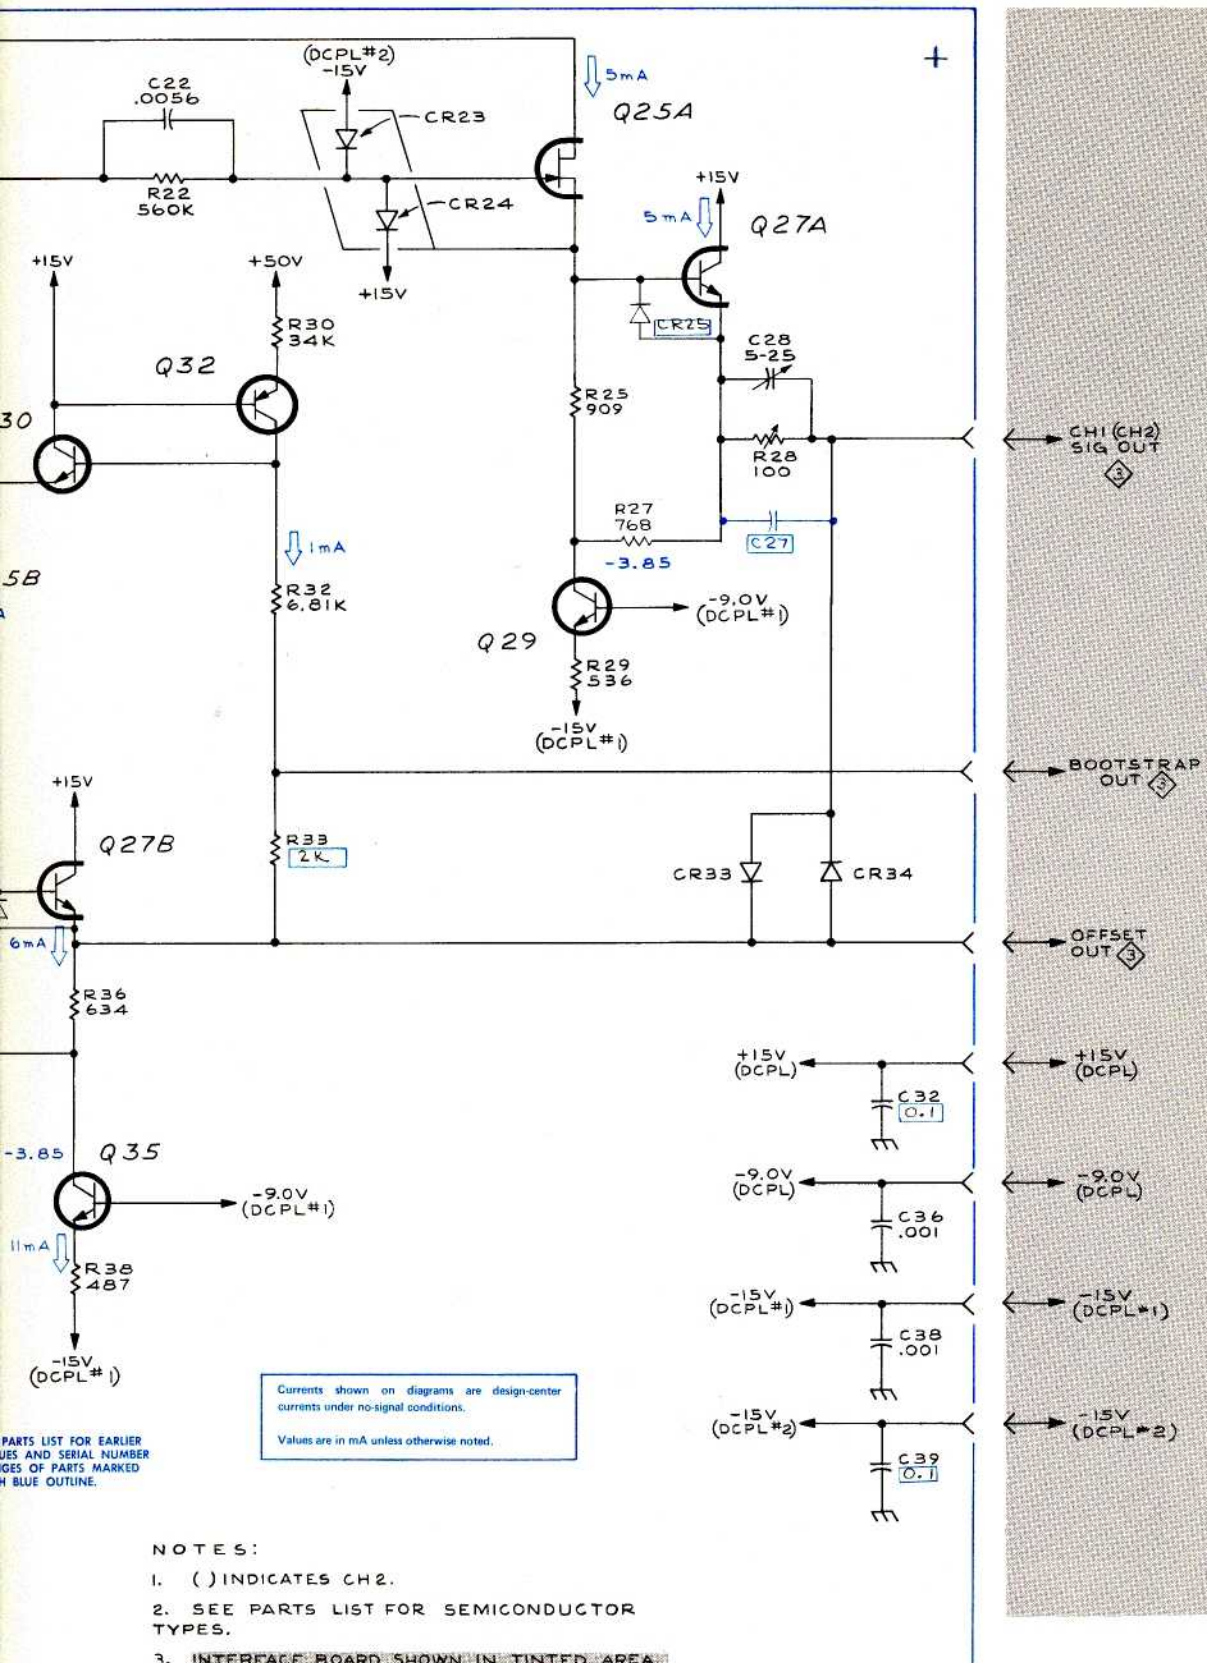 (DCPL#2)
-15V
5mA
Q25A
C22
.0056
CR23
R22
560K
CR24
+15V
+15V
5mA
Q27A
+15V
+50V
R30
34K
CR25
C28
5-25
Q32
30
R25
909
R28
100
CH1 (CH2)
SIG OUT
3
R27
768
C27
-3.85
1mA
5B
R32
6.81K
-9.0V
(DCPL#1)
Q29
R29
536
-15V
(DCPL#1)
BOOTSTRAP
OUT 3
+15V
Q27B
R33
2K
CR33
CR34
6mA
OFFSET
OUT 3
R36
634
+15V
(DCPL)
+15V
(DCPL)
C32
0.1
-3.85
Q35
-9.0V
(DCPL#1)
-9.0V
(DCPL)
-9.0V
(DCPL)
C36
.001
11mA
R38
487
-15V
(DCPL#1)
-15V
(DCPL#1)
C38
.001
-15V
(DCPL#1)
Currents shown on diagrams are design-center
currents under no-signal conditions.
Values are in mA unless otherwise noted.
-15V
(DCPL#2)
-15V
(DCPL#2)
C39
0.1
PARTS LIST FOR EARLIER
UES AND SERIAL NUMBER
GES OF PARTS MARKED
H BLUE OUTLINE.
NOTES:
1. ( ) INDICATES CH2.
2. SEE PARTS LIST FOR SEMICONDUCTOR
TYPES.
3. INTERFACE BOARD SHOWN IN TINTED AREA